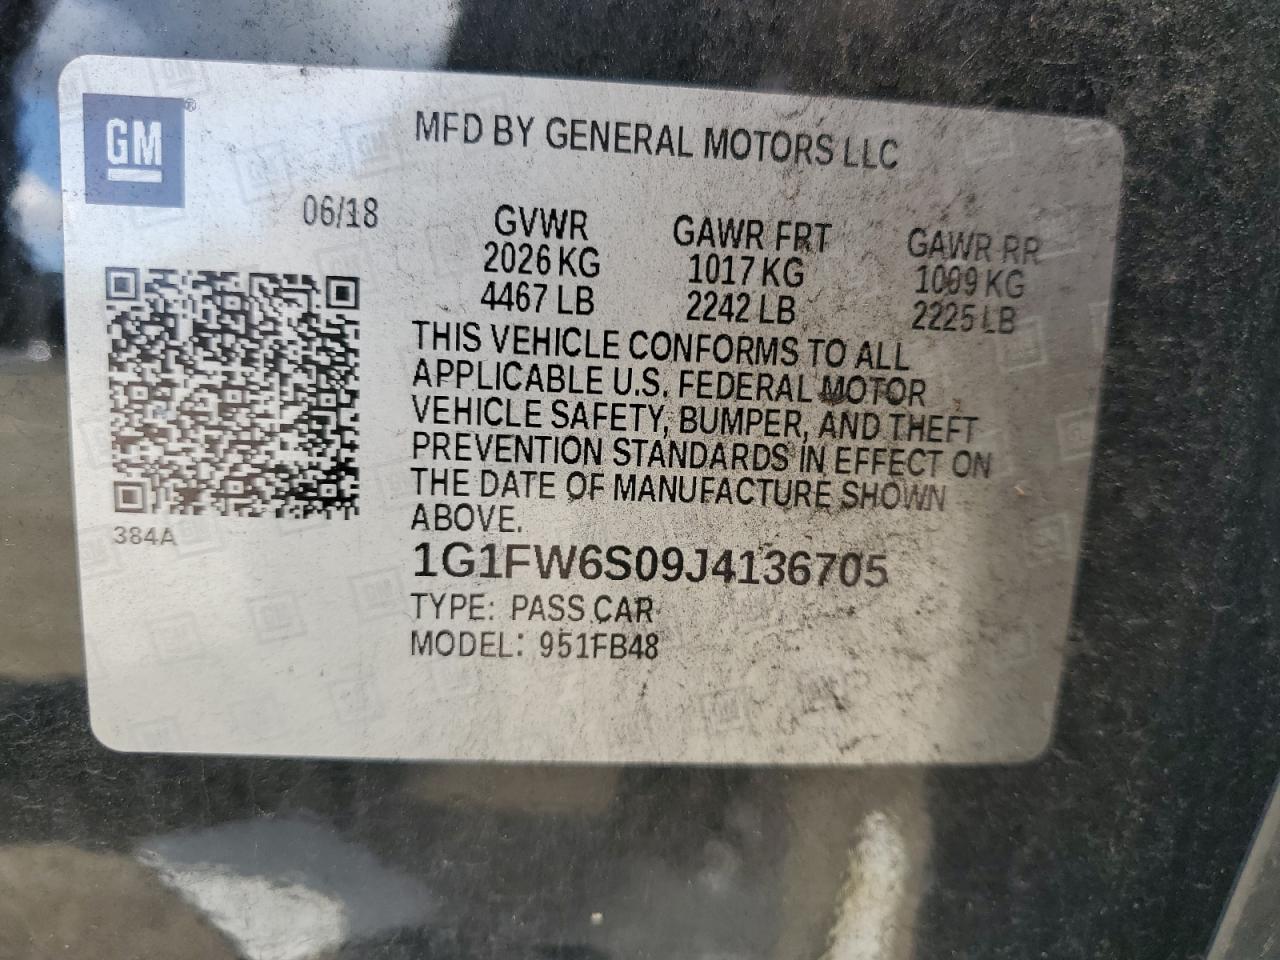 GM
MFD BY GENERAL MOTORS LLC
06/18
GVWR
2026 KG
4467 LB
GAWR FRT
1017 KG
2242 LB
GAWR RR
1009 KG
2225 LB
THIS VEHICLE CONFORMS TO ALL
APPLICABLE U.S. FEDERAL MOTOR
VEHICLE SAFETY, BUMPER, AND THEFT
PREVENTION STANDARDS IN EFFECT ON
THE DATE OF MANUFACTURE SHOWN
ABOVE.
384A
1G1FW6S09J4136705
TYPE: PASS CAR
MODEL: 951FB48